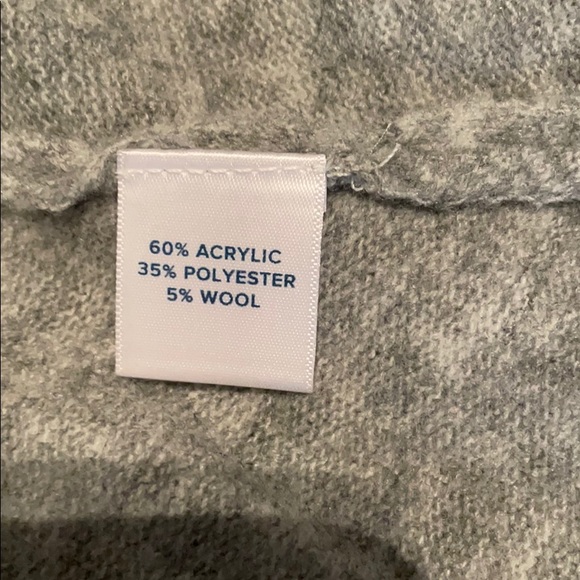 60% ACRYLIC
35% POLYESTER
5% WOOL